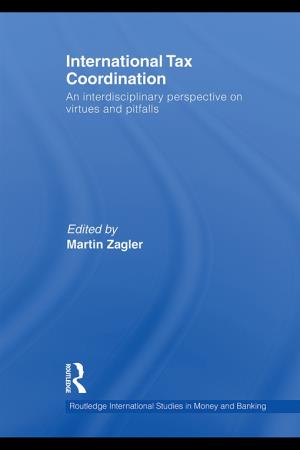 International Tax
Coordination
An interdisciplinary perspective on
virtues and pitfalls
Edited by
Martin Zagler
ROUTLEDGE
Routledge International Studies in Money and Banking